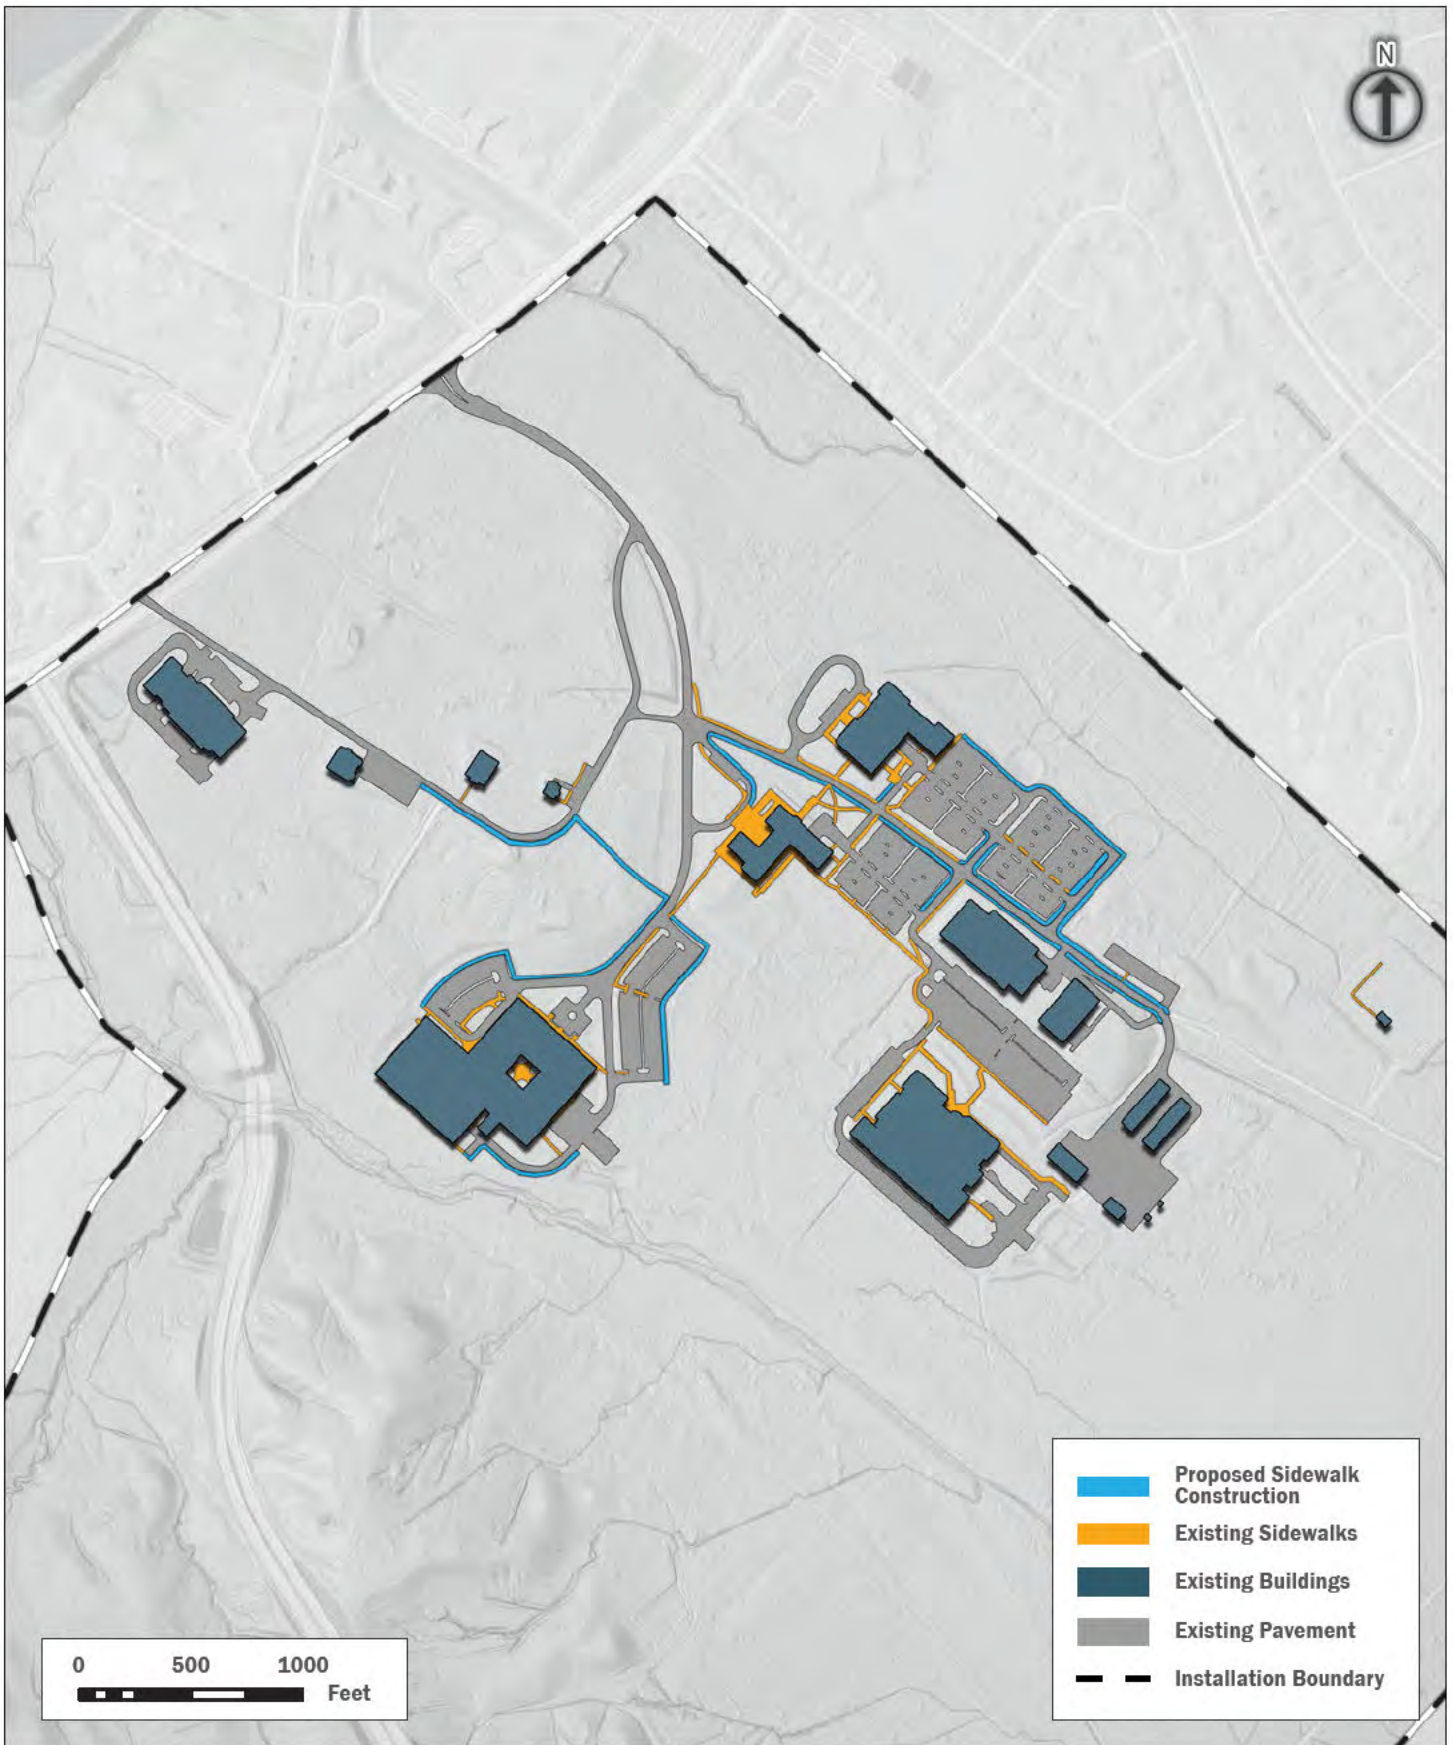 N
Proposed Sidewalk
Construction
Existing Sidewalks
Existing Buildings
Existing Pavement
Installation Boundary
0 500 1000
Feet